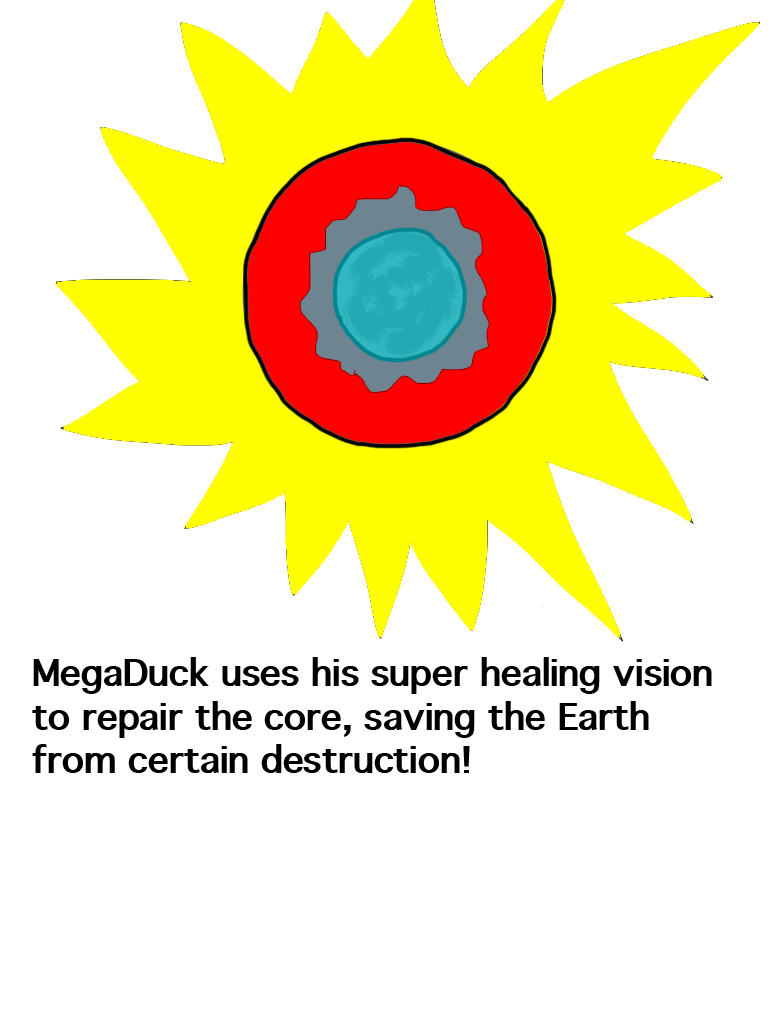 MegaDuck uses his super healing vision
to repair the core, saving the Earth
from certain destruction!